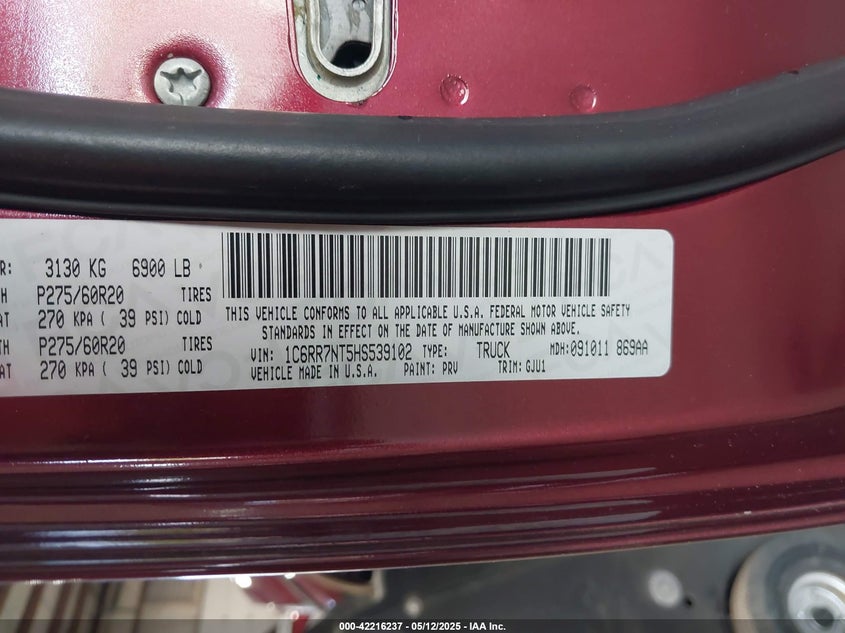 R: 3130 KG 6900 LB
H P275/60R20 TIRES
AT 270 KPA ( 39 PSI) COLD
TH P275/60R20 TIRES
AT 270 KPA ( 39 PSI) COLD
THIS VEHICLE CONFORMS TO ALL APPLICABLE U.S.A. FEDERAL MOTOR VEHICLE SAFETY
STANDARDS IN EFFECT ON THE DATE OF MANUFACTURE SHOWN ABOVE.
VIN: 1C6RR7NT5HS539102 TYPE: TRUCK MDH:091011 869AA
VEHICLE MADE IN U.S.A. PAINT: PRV TRIM: GJU1
000-42216237 - 05/12/2025 - IAA Inc.